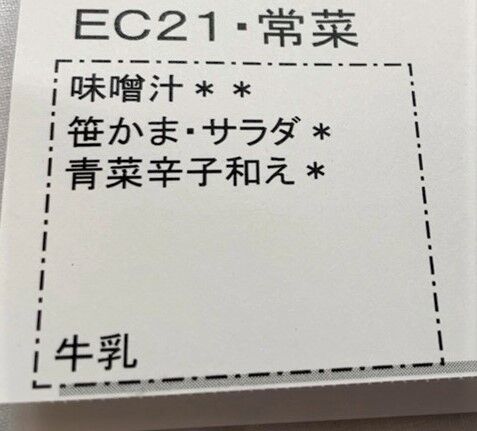 EC21・常菜
味噌汁＊＊
笹かま・サラダ＊
青菜辛子和え＊
牛乳